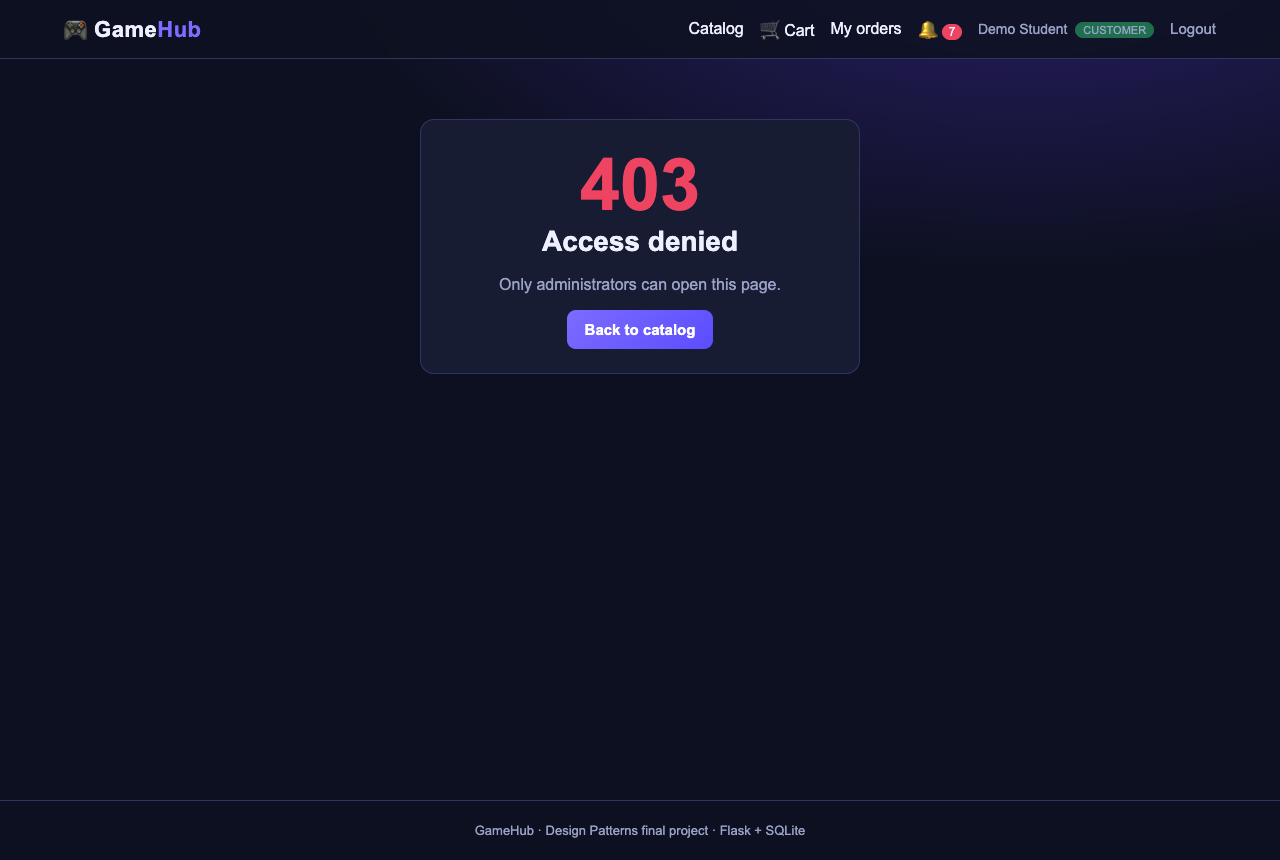 GameHub
Catalog Cart My orders 7 Demo Student CUSTOMER Logout
403
Access denied
Only administrators can open this page.
Back to catalog
GameHub · Design Patterns final project · Flask + SQLite